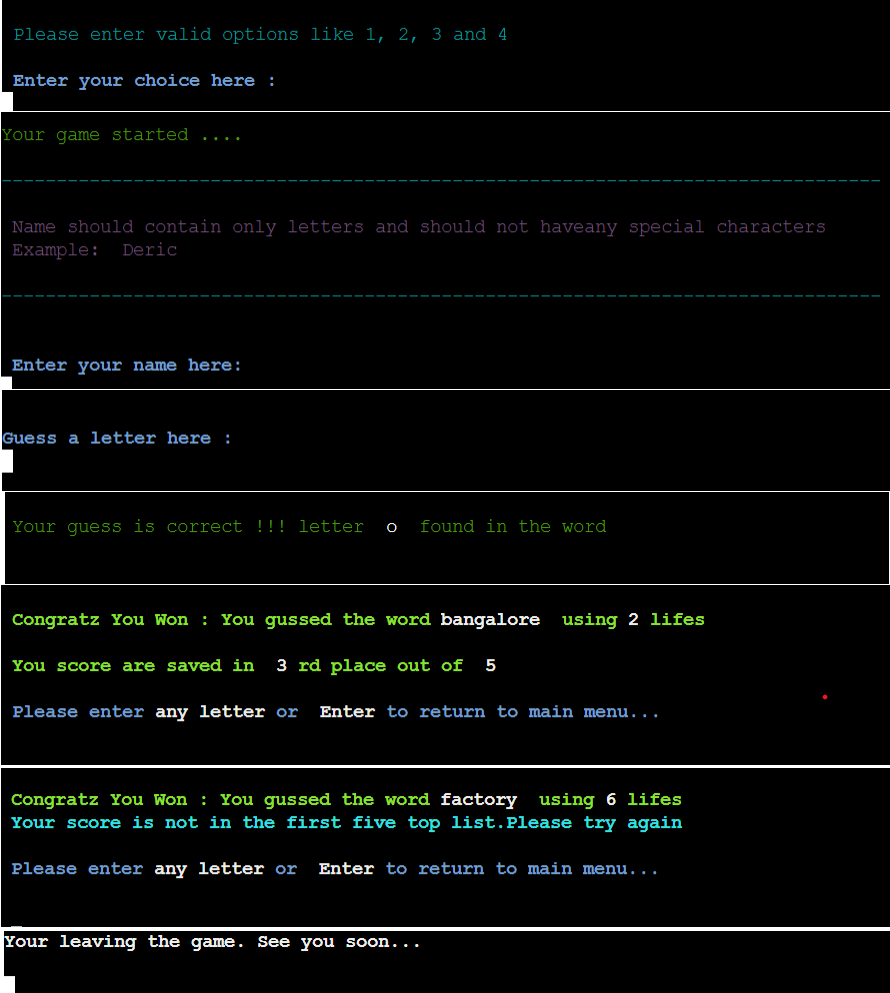 Please enter valid options like 1, 2, 3 and 4
Enter your choice here :
Your game started ....
--------------------------------------------------------------------------------
Name should contain only letters and should not haveany special characters
Example:  Deric
--------------------------------------------------------------------------------
Enter your name here:
Guess a letter here :
Your guess is correct !!! letter  o  found in the word
Congratz You Won : You gussed the word bangalore  using 2 lifes
You score are saved in  3 rd place out of  5
Please enter any letter or  Enter to return to main menu...
Congratz You Won : You gussed the word factory  using 6 lifes
Your score is not in the first five top list.Please try again
Please enter any letter or  Enter to return to main menu...
Your leaving the game. See you soon...